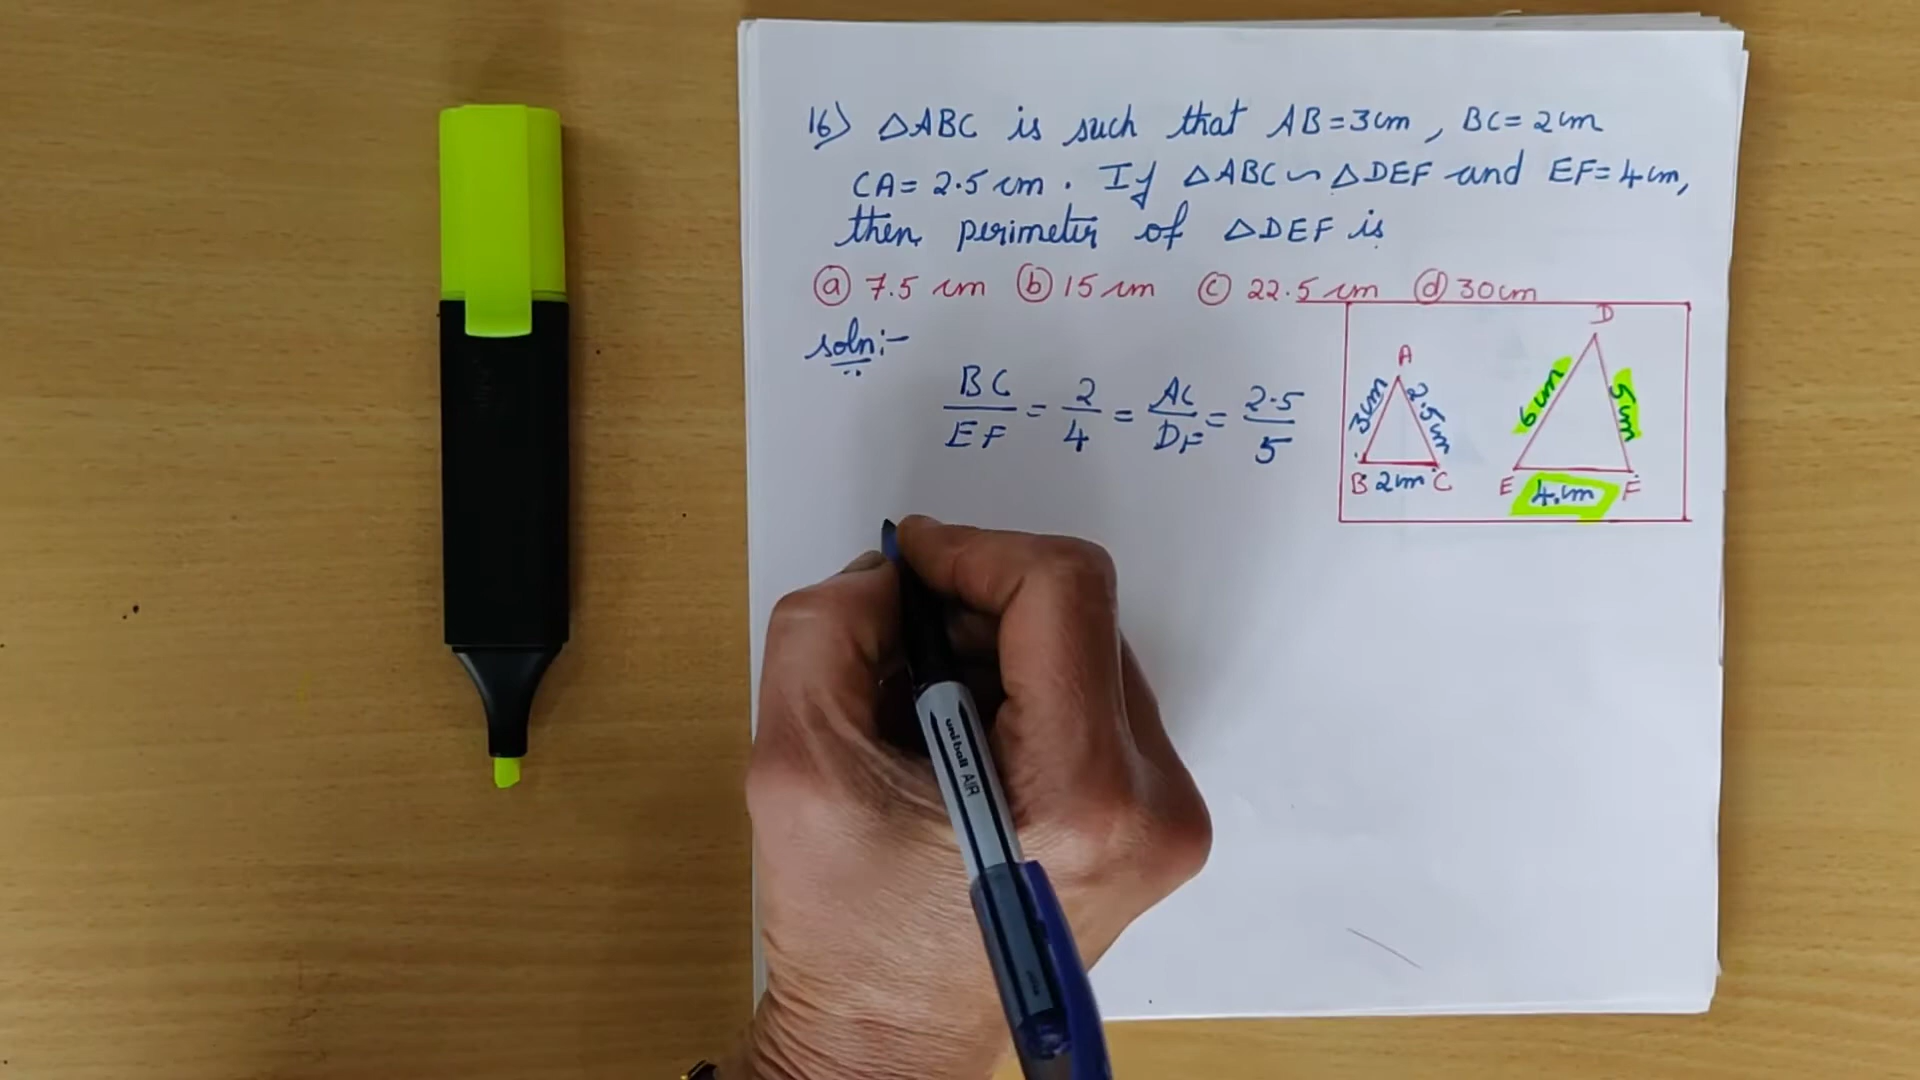 16) △ABC is such that AB=3cm, BC=2cm
CA=2.5cm. If △ABC ∽ △DEF and EF=4cm,
then perimeter of △DEF is
ⓐ 7.5 cm ⓑ 15 cm ⓒ 22.5 cm ⓓ 30cm
soln:-
BC/EF = 2/4 = AC/DF = 2.5/5
D
A
3cm 2.5cm 6cm 5cm
B 2cm C E 4cm F
uni-ball AIR